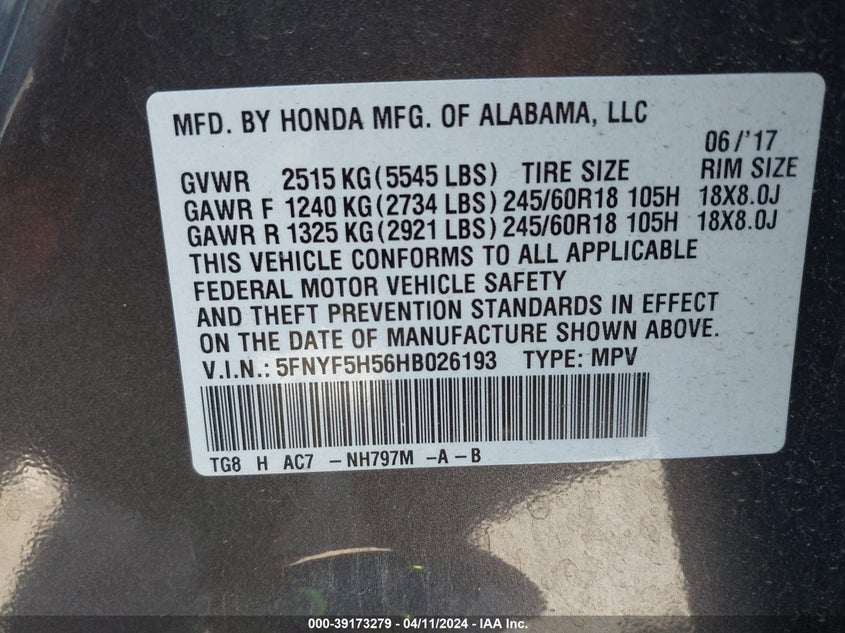 MFD. BY HONDA MFG. OF ALABAMA, LLC
06/'17
GVWR 2515 KG (5545 LBS) TIRE SIZE RIM SIZE
GAWR F 1240 KG (2734 LBS) 245/60R18 105H 18X8.0J
GAWR R 1325 KG (2921 LBS) 245/60R18 105H 18X8.0J
THIS VEHICLE CONFORMS TO ALL APPLICABLE
FEDERAL MOTOR VEHICLE SAFETY
AND THEFT PREVENTION STANDARDS IN EFFECT
ON THE DATE OF MANUFACTURE SHOWN ABOVE.
V.I.N.: 5FNYF5H56HB026193 TYPE: MPV
TG8 H AC7 -NH797M -A-B
000-39173279 - 04/11/2024 - IAA Inc.